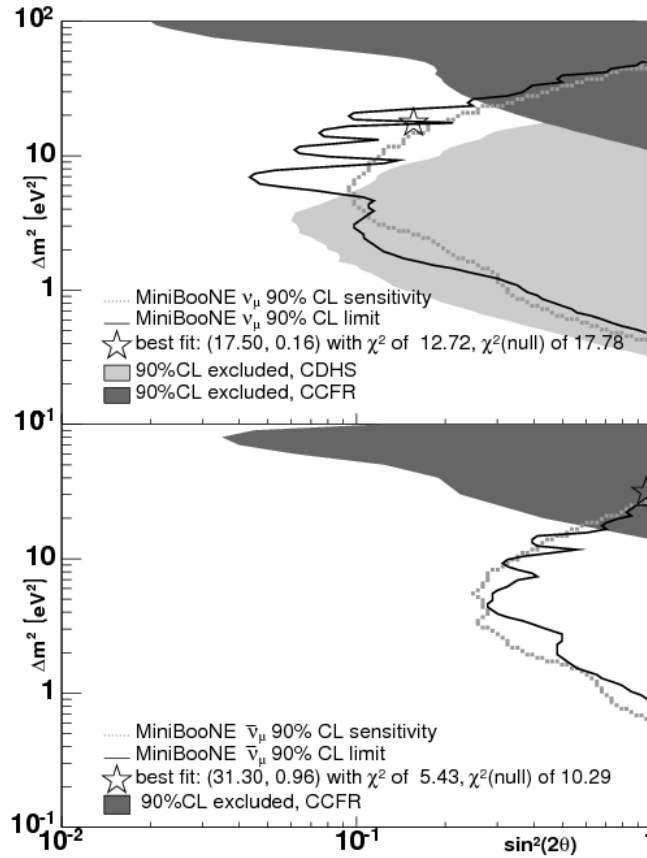 10²
10
Δm² [eV²]
1
MiniBooNE νμ 90% CL sensitivity
MiniBooNE νμ 90% CL limit
best fit: (17.50, 0.16) with χ² of 12.72, χ²(null) of 17.78
90%CL excluded, CDHS
90%CL excluded, CCFR
10⁻¹
10
Δm² [eV²]
1
MiniBooNE ν̄μ 90% CL sensitivity
MiniBooNE ν̄μ 90% CL limit
best fit: (31.30, 0.96) with χ² of 5.43, χ²(null) of 10.29
90%CL excluded, CCFR
10⁻¹
10⁻² 10⁻¹ sin²(2θ)